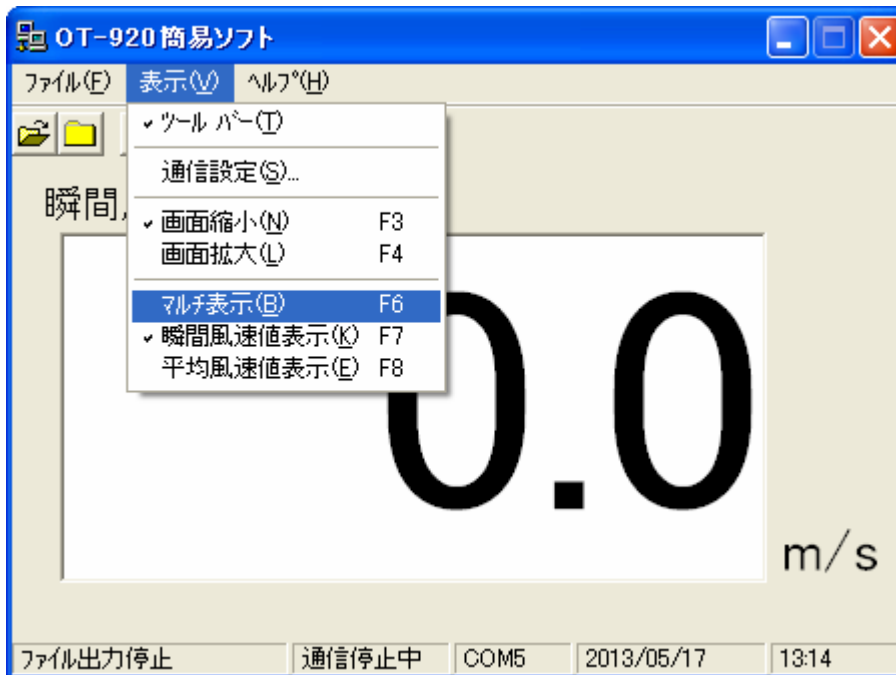 OT-920簡易ソフト
ファイル(F) 表示(V) ヘルプ(H)
ツール バー(T)
通信設定(S)...
瞬間
画面縮小(N) F3
画面拡大(L) F4
マルチ表示(B) F6
瞬間風速値表示(K) F7
平均風速値表示(E) F8
0.0
m/s
ファイル出力停止 通信停止中 COM5 2013/05/17 13:14